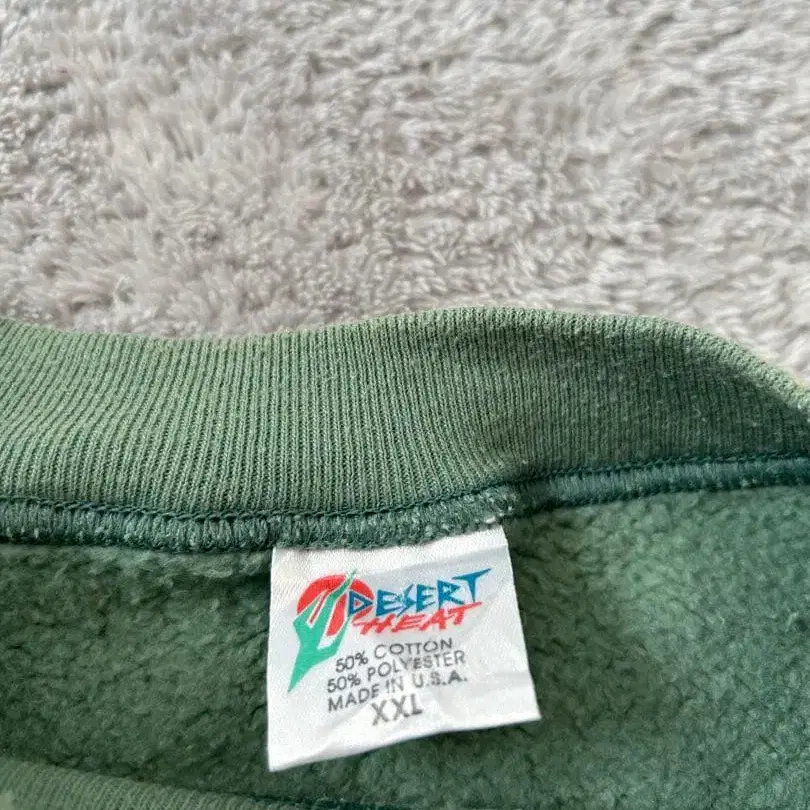 DESERT
HEAT
50% COTTON
50% POLYESTER
MADE IN U.S.A.
XXL